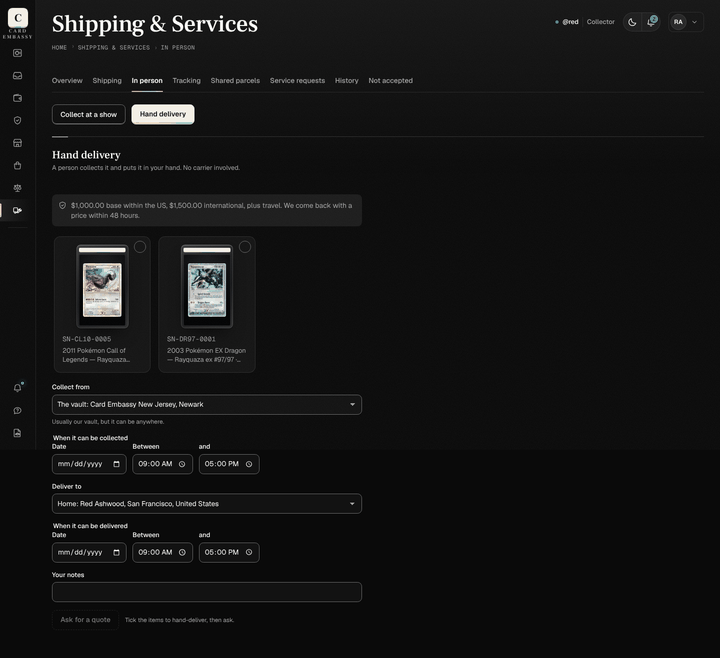 C
CARD
EMBASSY
Shipping & Services
@red
Collector
2
RA
HOME
SHIPPING & SERVICES
IN PERSON
Overview
Shipping
In person
Tracking
Shared parcels
Service requests
History
Not accepted
Collect at a show
Hand delivery
Hand delivery
A person collects it and puts it in your hand. No carrier involved.
$1,000.00 base within the US, $1,500.00 international, plus travel. We come back with a
price within 48 hours.
SN-CL10-0005
2011 Pokémon Call of
Legends — Rayquaza...
SN-DR97-0001
2003 Pokémon EX Dragon
— Rayquaza ex #97/97 ·...
Collect from
The vault: Card Embassy New Jersey, Newark
Usually our vault, but it can be anywhere.
When it can be collected
Date
Between
and
mm/dd/yyyy
09:00 AM
05:00 PM
Deliver to
Home: Red Ashwood, San Francisco, United States
When it can be delivered
Date
Between
and
mm/dd/yyyy
09:00 AM
05:00 PM
Your notes
Ask for a quote
Tick the items to hand-deliver, then ask.